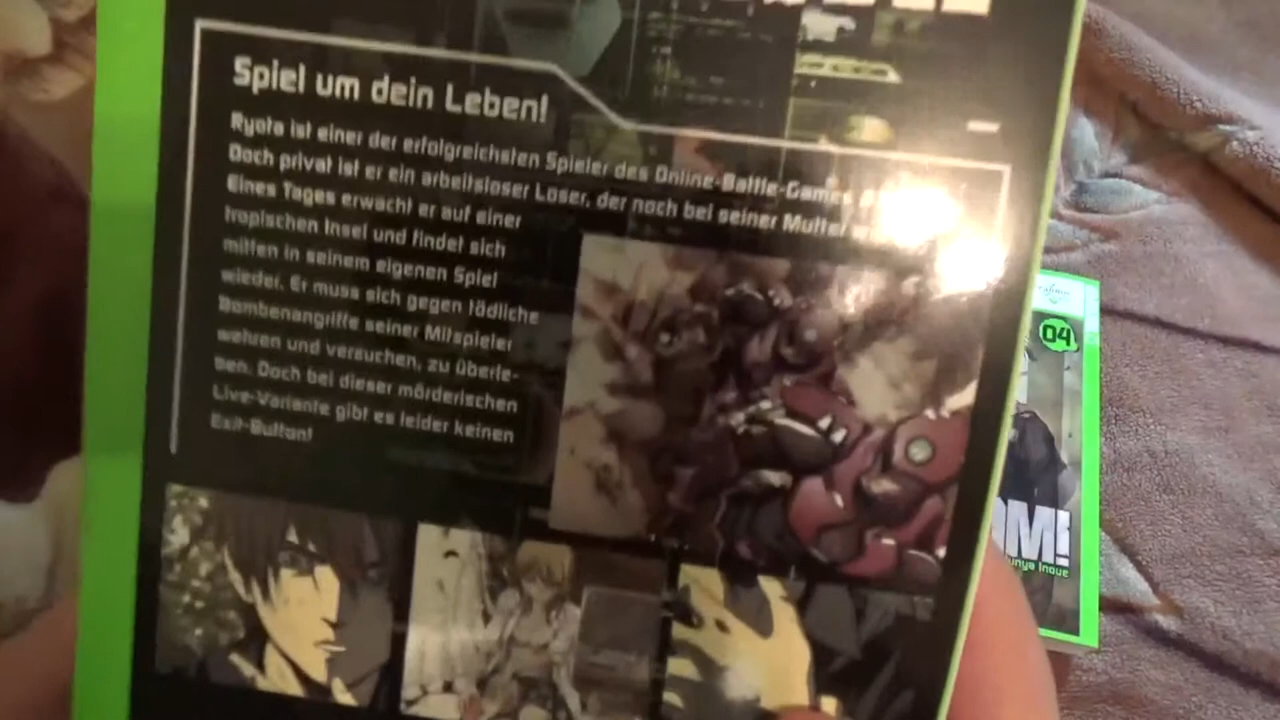 Spiel um dein Leben!
Ryota ist einer der erfolgreichsten Spieler des Online-Battle-Games
Doch privat ist er ein arbeitsloser Loser, der noch bei seiner Mutter
Eines Tages erwacht er auf einer
tropischen Insel und findet sich
mitten in seinem eigenen Spiel
wieder. Er muss sich gegen tödliche
Bombenangriffe seiner Mitspieler
wehren und versuchen, zu überle-
ben. Doch bei dieser mörderischen
Live-Variante gibt es leider keinen
Exit-Button!
04
OM!
unya Inoue